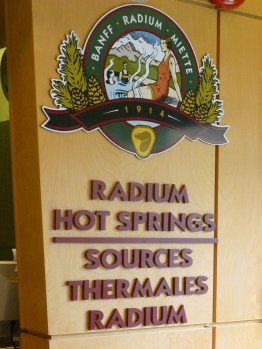 BANFF · RADIUM · MIETTE
1914
RADIUM
HOT SPRINGS
SOURCES
THERMALES
RADIUM